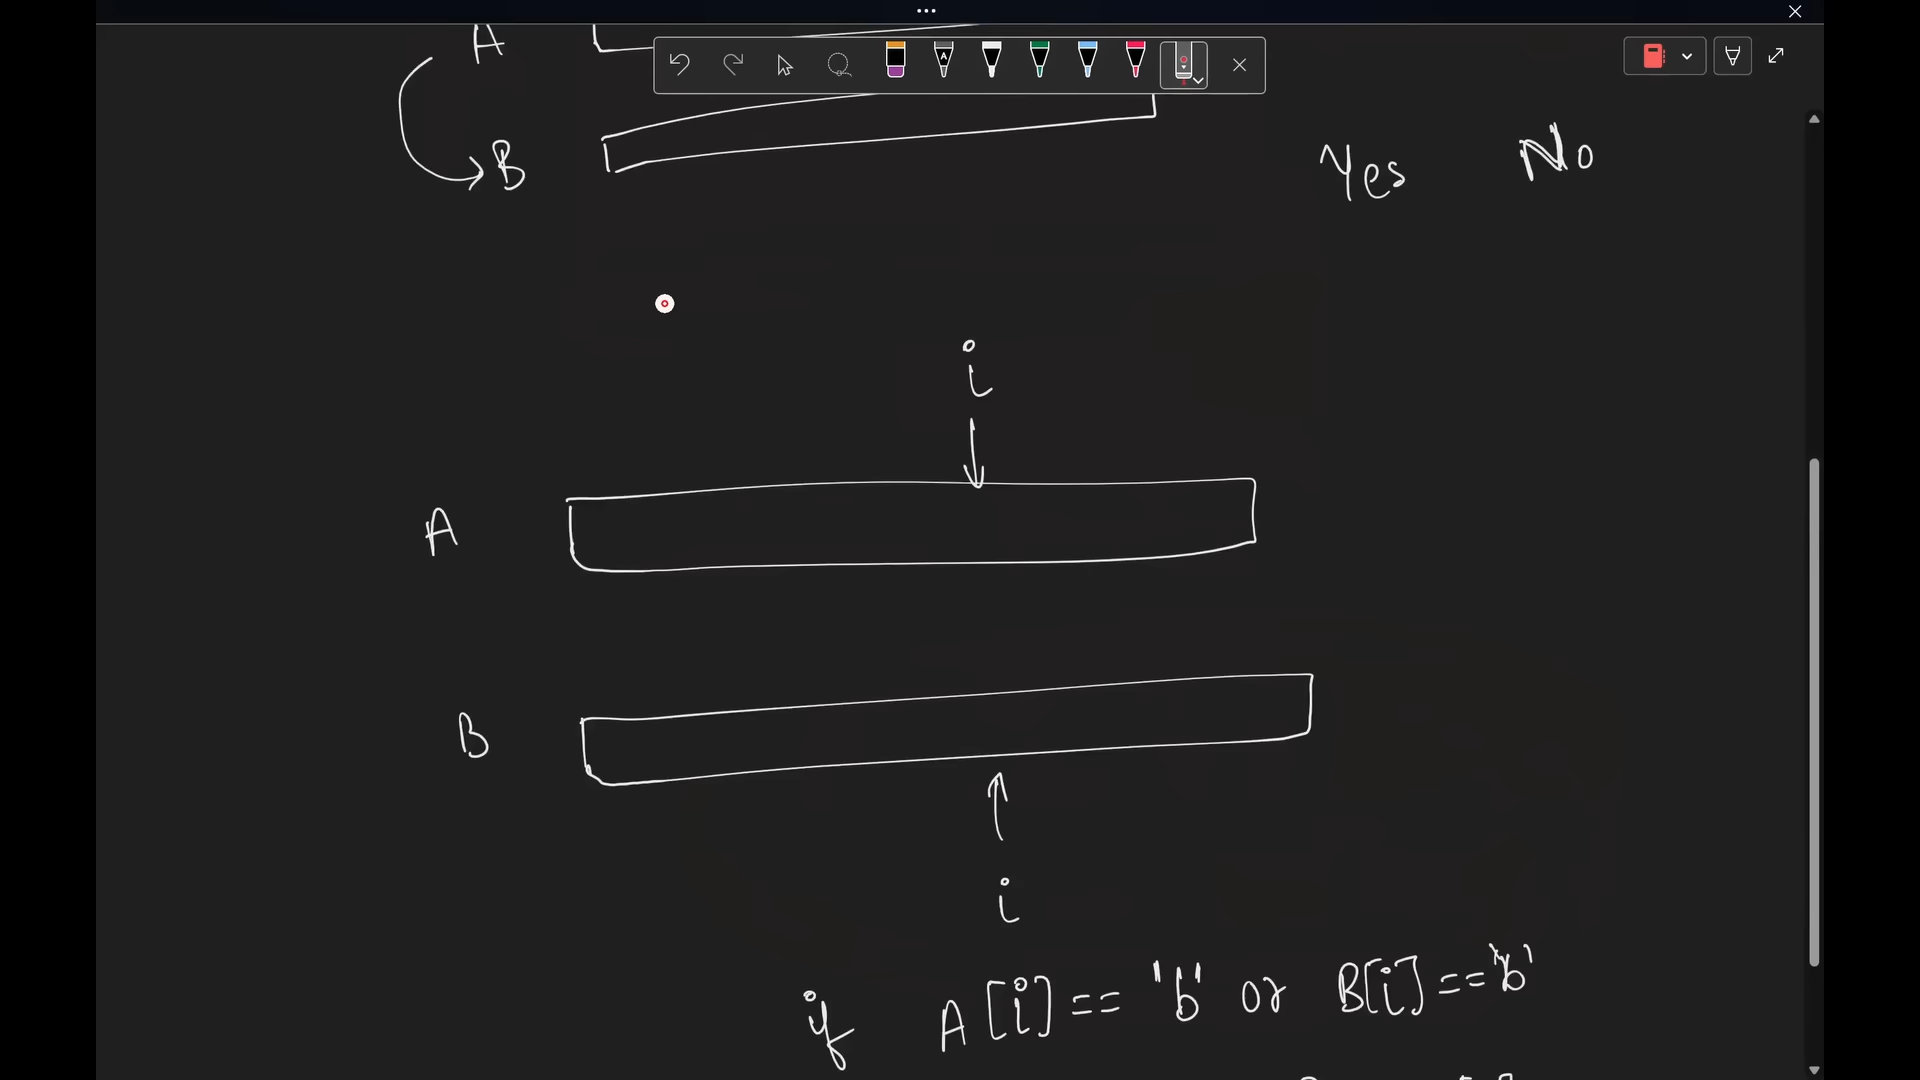 A
B
Yes No
i
A
B
i
if A[i] == 'b' or B[i] == 'b'